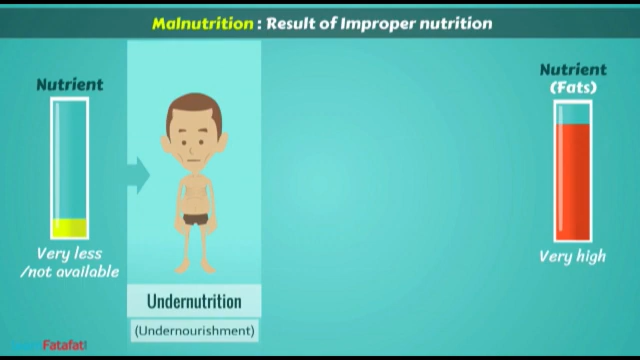 Malnutrition : Result of Improper nutrition
Nutrient
Very less
/not available
Undernutrition
(Undernourishment)
Nutrient
(Fats)
Very high
Fatafat